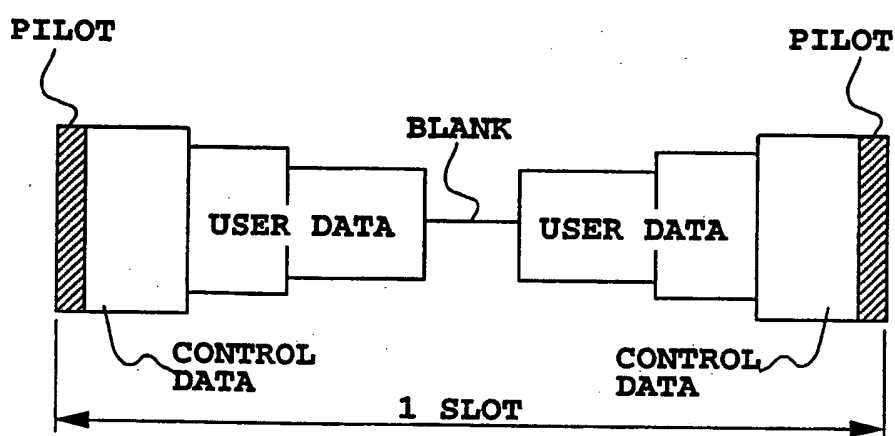 PILOT
PILOT
BLANK
USER DATA
USER DATA
CONTROL
DATA
CONTROL
DATA
1 SLOT